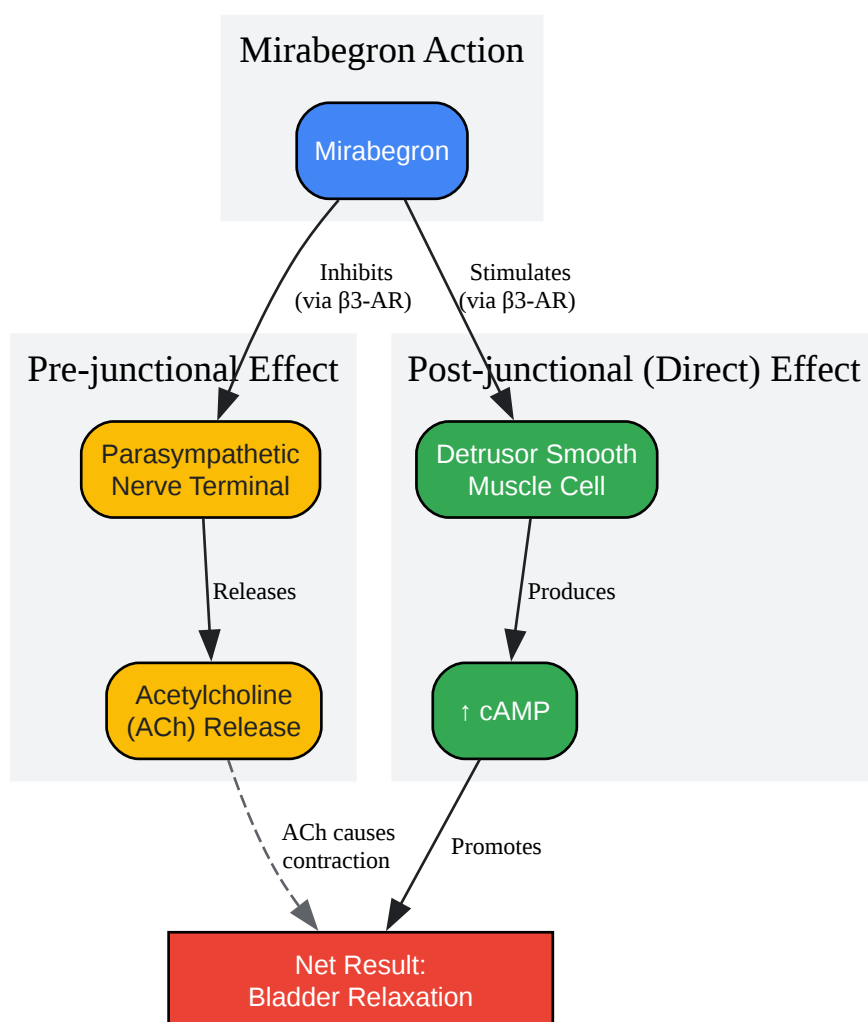 Mirabegron Action
Mirabegron
Inhibits
(via β3-AR)
Stimulates
(via β3-AR)
Pre-junctional Effect
Post-junctional (Direct) Effect
Parasympathetic
Nerve Terminal
Detrusor Smooth
Muscle Cell
Releases
Produces
Acetylcholine
(ACh) Release
↑ cAMP
ACh causes
contraction
Promotes
Net Result:
Bladder Relaxation